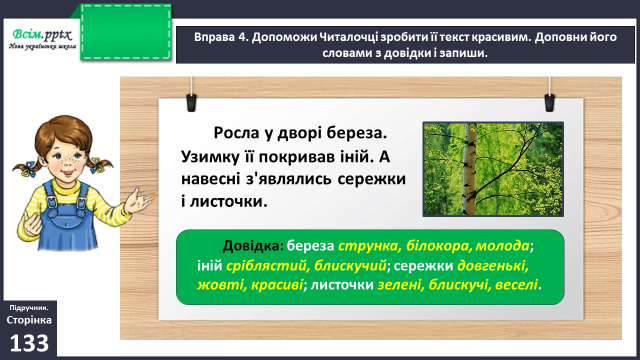 Всім.pptx
Нова українська школа
Вправа 4. Допоможи Читалочці зробити її текст красивим. Доповни його
словами з довідки і запиши.
Росла у дворі береза.
Узимку її покривав іній. А
навесні з'являлись сережки
і листочки.
Довідка: береза струнка, білокора, молода;
іній сріблястий, блискучий; сережки довгенькі,
жовті, красиві; листочки зелені, блискучі, веселі.
Підручник.
Сторінка
133